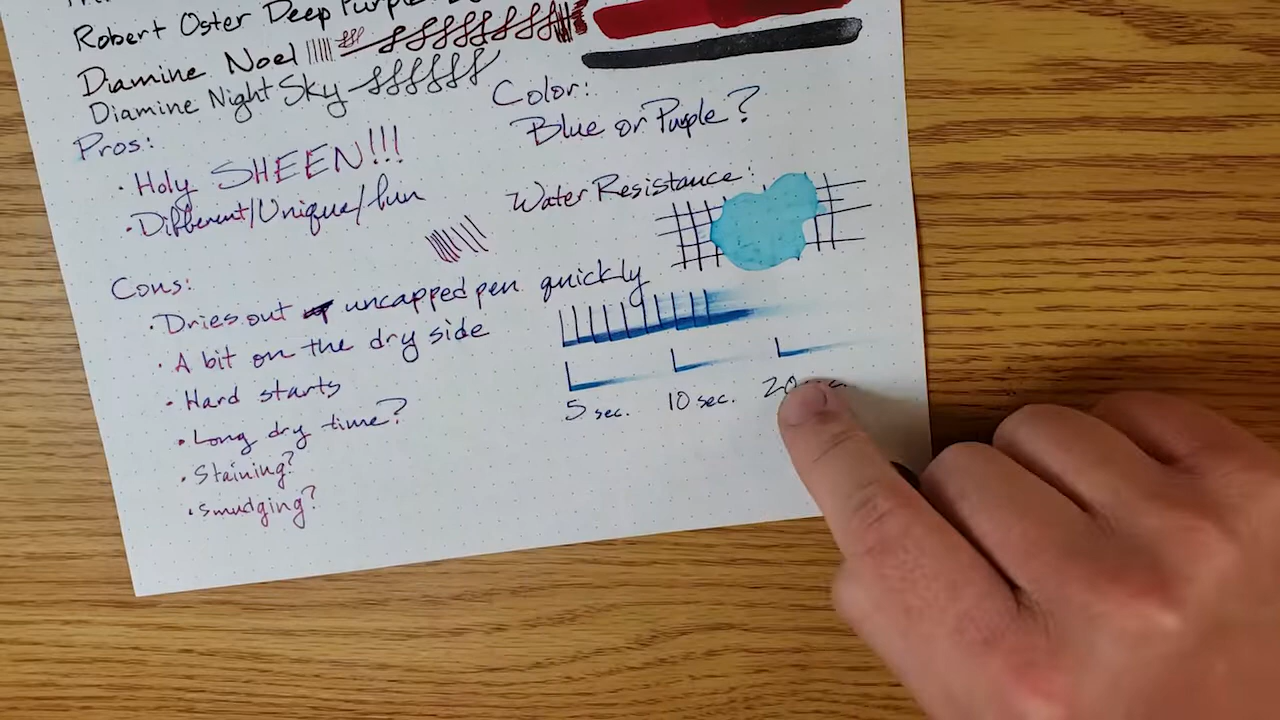 Robert Oster Deep Purple
Diamine Noel
Diamine Night Sky
Pros:
· Holy SHEEN!!!
· Different/Unique/fun
Cons:
· Dries out uncapped pen quickly
· A bit on the dry side
· Hard starts
· Long dry time?
· Staining?
· Smudging?
Color:
Blue or Purple?
Water Resistance:
5 sec. 10 sec. 20